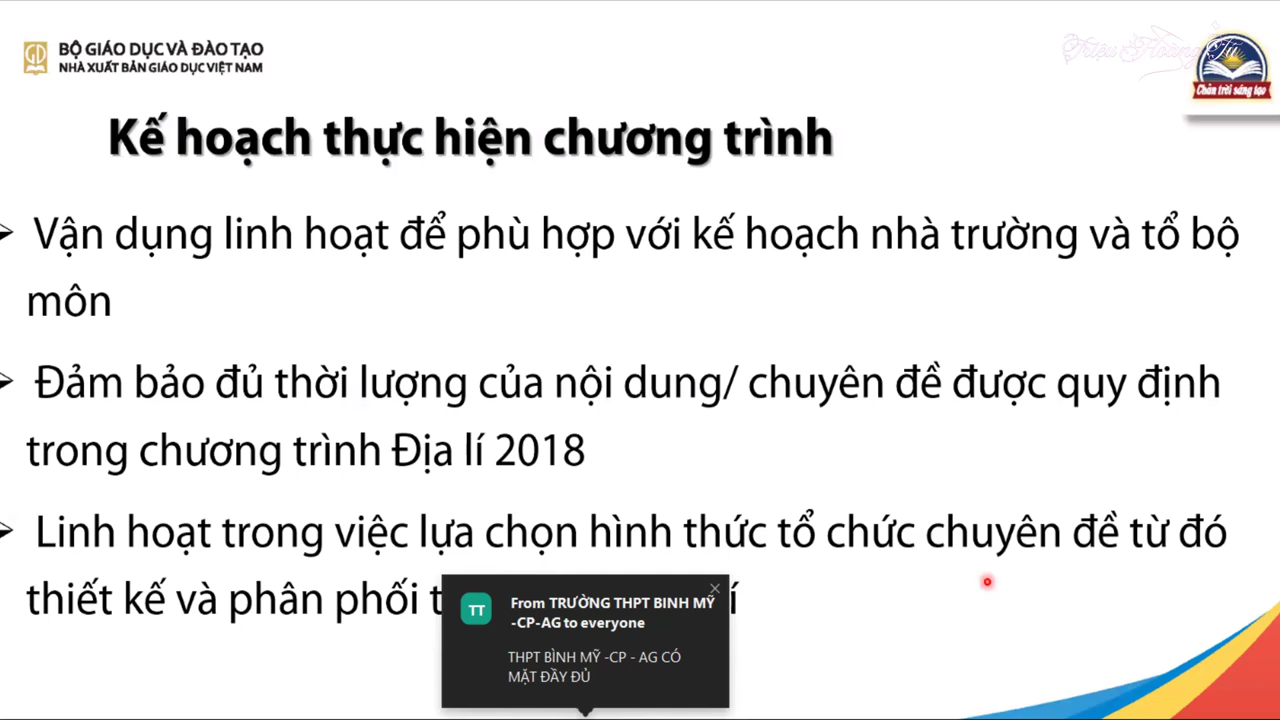 BỘ GIÁO DỤC VÀ ĐÀO TẠO
NHÀ XUẤT BẢN GIÁO DỤC VIỆT NAM
Triệu Hoàng Tú
Chân trời sáng tạo
Kế hoạch thực hiện chương trình
Vận dụng linh hoạt để phù hợp với kế hoạch nhà trường và tổ bộ
môn
Đảm bảo đủ thời lượng của nội dung/ chuyên đề được quy định
trong chương trình Địa lí 2018
Linh hoạt trong việc lựa chọn hình thức tổ chức chuyên đề từ đó
thiết kế và phân phối
TT
From TRƯỜNG THPT BINH MỸ
-CP-AG to everyone
THPT BÌNH MỸ -CP - AG CÓ
MẶT ĐẦY ĐỦ